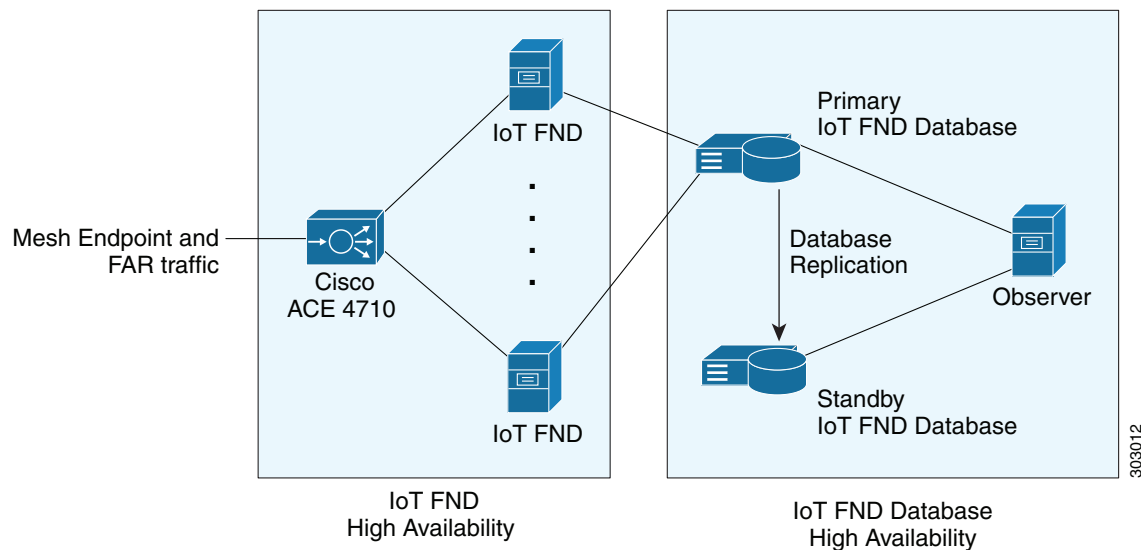 IoT FND
Mesh Endpoint and
FAR traffic
Cisco
ACE 4710
IoT FND
IoT FND
High Availability
Primary
IoT FND Database
Database
Replication
Observer
Standby
IoT FND Database
IoT FND Database
High Availability
303012